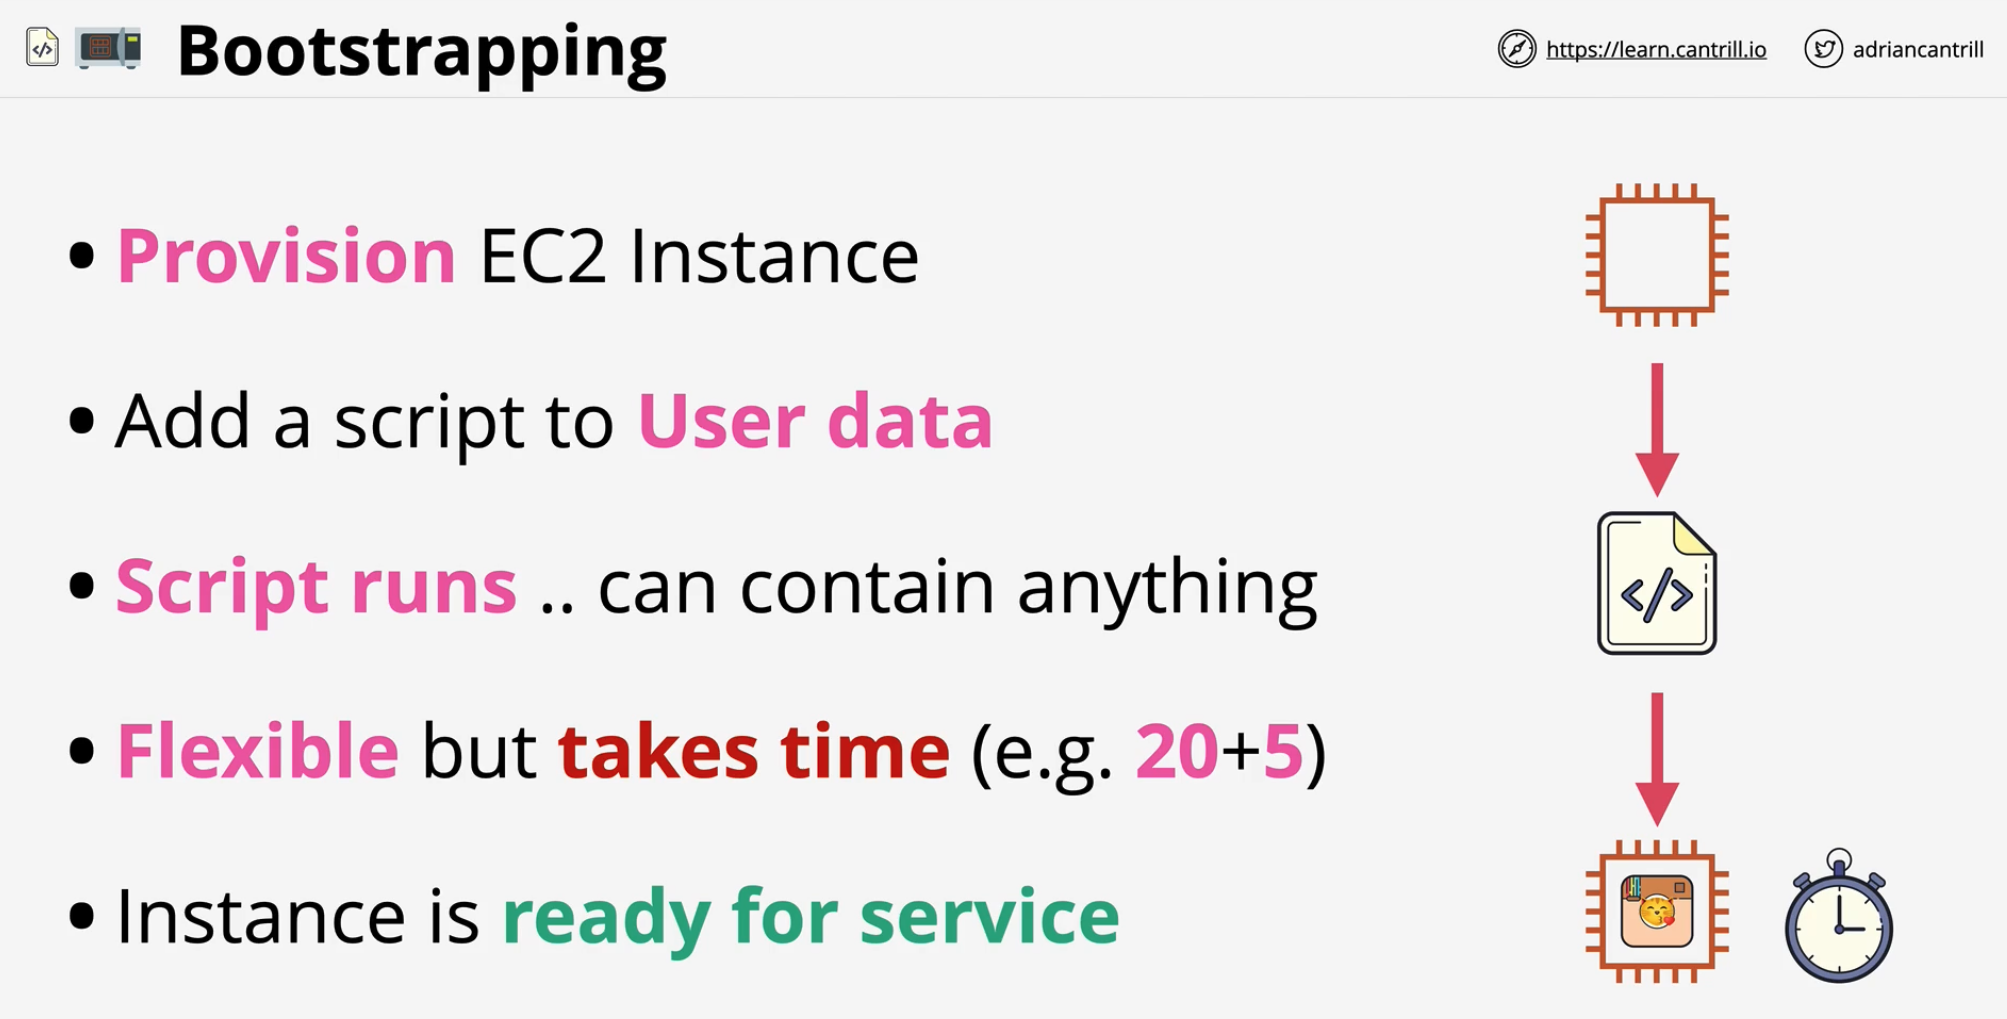 Bootstrapping
https://learn.cantrill.io
adriancantrill
• Provision EC2 Instance
• Add a script to User data
• Script runs .. can contain anything
</>
• Flexible but takes time (e.g. 20+5)
• Instance is ready for service